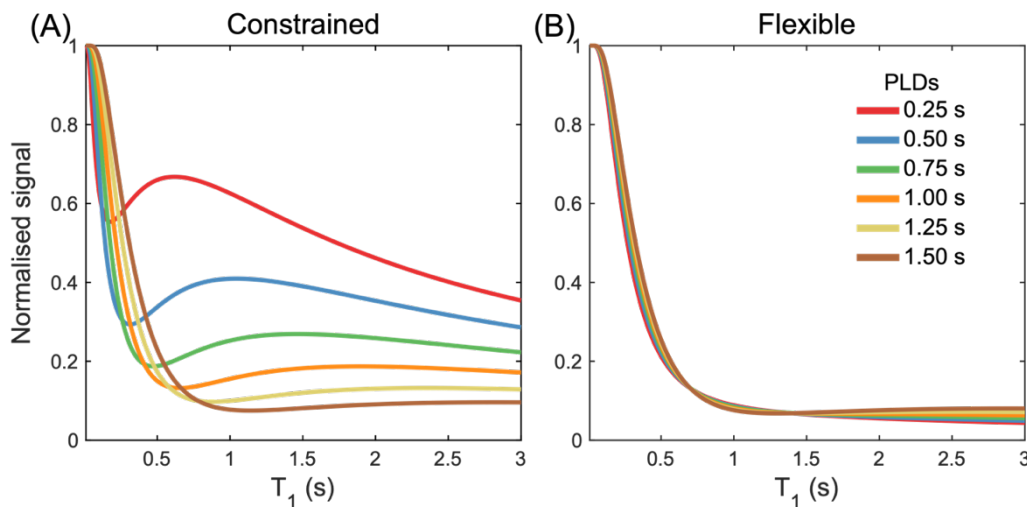 (A) Constrained
Normalised signal
1
0.8
0.6
0.4
0.2
0
0.5 1 1.5 2 2.5 3
T₁ (s)
(B) Flexible
1
0.8
0.6
0.4
0.2
0
PLDs
0.25 s
0.50 s
0.75 s
1.00 s
1.25 s
1.50 s
0.5 1 1.5 2 2.5 3
T₁ (s)